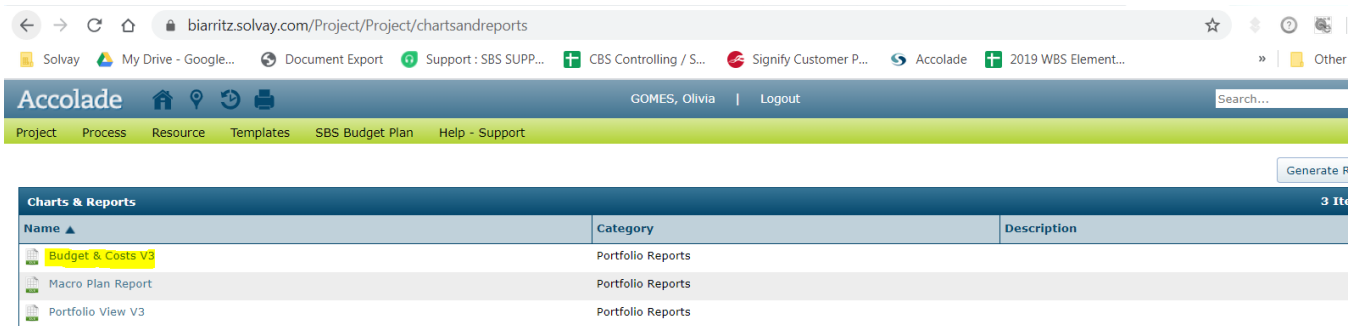 biarritz.solvay.com/Project/Project/chartsandreports
Solvay My Drive - Google... Document Export Support : SBS SUPP... CBS Controlling / S... Signify Customer P... Accolade 2019 WBS Element... » Other
Accolade GOMES, Olivia | Logout Search...
Project Process Resource Templates SBS Budget Plan Help - Support
Generate R
Charts & Reports 3 Ite
Name ▲ Category Description
Budget & Costs V3 Portfolio Reports
Macro Plan Report Portfolio Reports
Portfolio View V3 Portfolio Reports